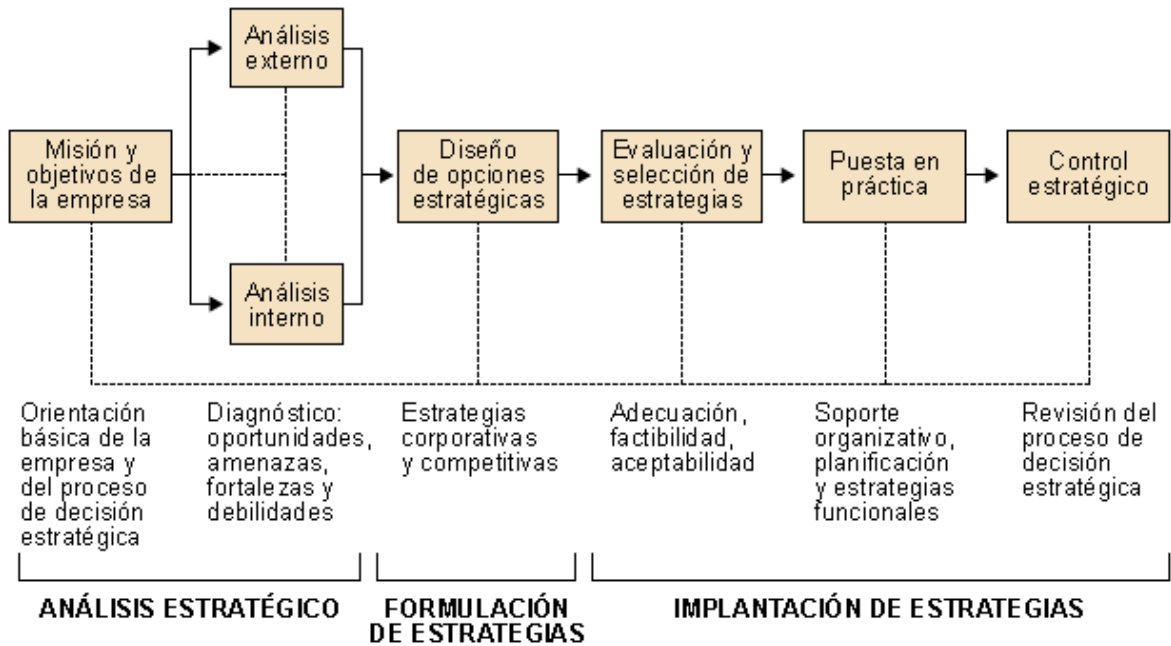 Análisis
externo
Misión y
objetivos de
la empresa
Diseño
de opciones
estratégicas
Evaluación y
selección de
estrategias
Puesta en
práctica
Control
estratégico
Análisis
interno
Orientación
básica de la
empresa y
del proceso
de decisión
estratégica
Diagnóstico:
oportunidades,
amenazas,
fortalezas y
debilidades
Estrategias
corporativas
y competitivas
Adecuación,
factibilidad,
aceptabilidad
Soporte
organizativo,
planificación
y estrategias
funcionales
Revisión del
proceso de
decisión
estratégica
ANÁLISIS ESTRATÉGICO
FORMULACIÓN
DE ESTRATEGIAS
IMPLANTACIÓN DE ESTRATEGIAS